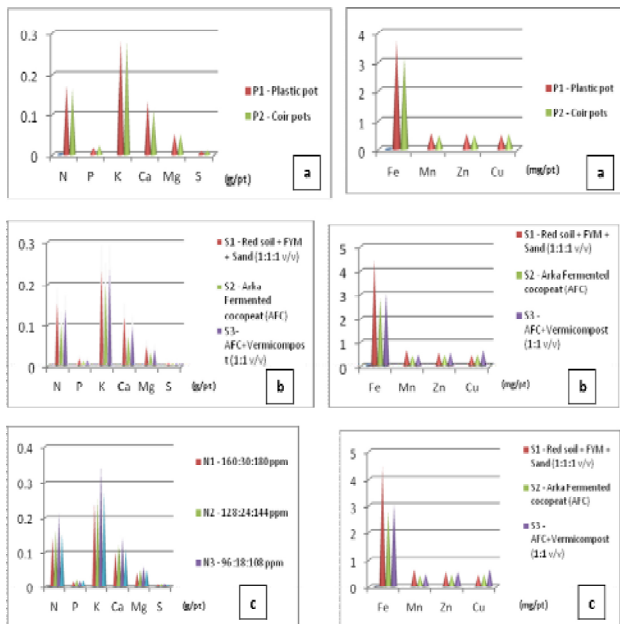 0.3
0.2
0.1
0
N P K Ca Mg S (g/pt)
P1 - Plastic pot
P2 - Coir pots
a
4
3
2
1
0
Fe Mn Zn Cu (mg/pt)
P1 - Plastic pot
P2 - Coir pots
a
0.3
0.2
0.1
0
N P K Ca Mg S (g/pt)
S1 - Red soil + FYM
+ Sand (1:1:1 v/v)
S2 - Arka
Fermented
cocopeat (AFC)
S3-
AFC+Vermicompos
t (1:1 v/v)
b
5
4
3
2
1
0
Fe Mn Zn Cu (mg/pt)
S1 - Red soil + FYM +
Sand (1:1:1 v/v)
S2 - Arka Fermented
cocopeat (AFC)
S3 -
AFC+Vermicompost
(1:1 v/v)
b
0.4
0.3
0.2
0.1
0
N P K Ca Mg S (g/pt)
N1 - 160:30:180 ppm
N2 - 128:24:144 ppm
N3 - 96:18:108 ppm
c
5
4
3
2
1
0
Fe Mn Zn Cu (mg/pt)
S1 - Red soil + FYM +
Sand (1:1:1 v/v)
S2 - Arka Fermented
cocopeat (AFC)
S3 -
AFC+Vermicompost
(1:1 v/v)
c